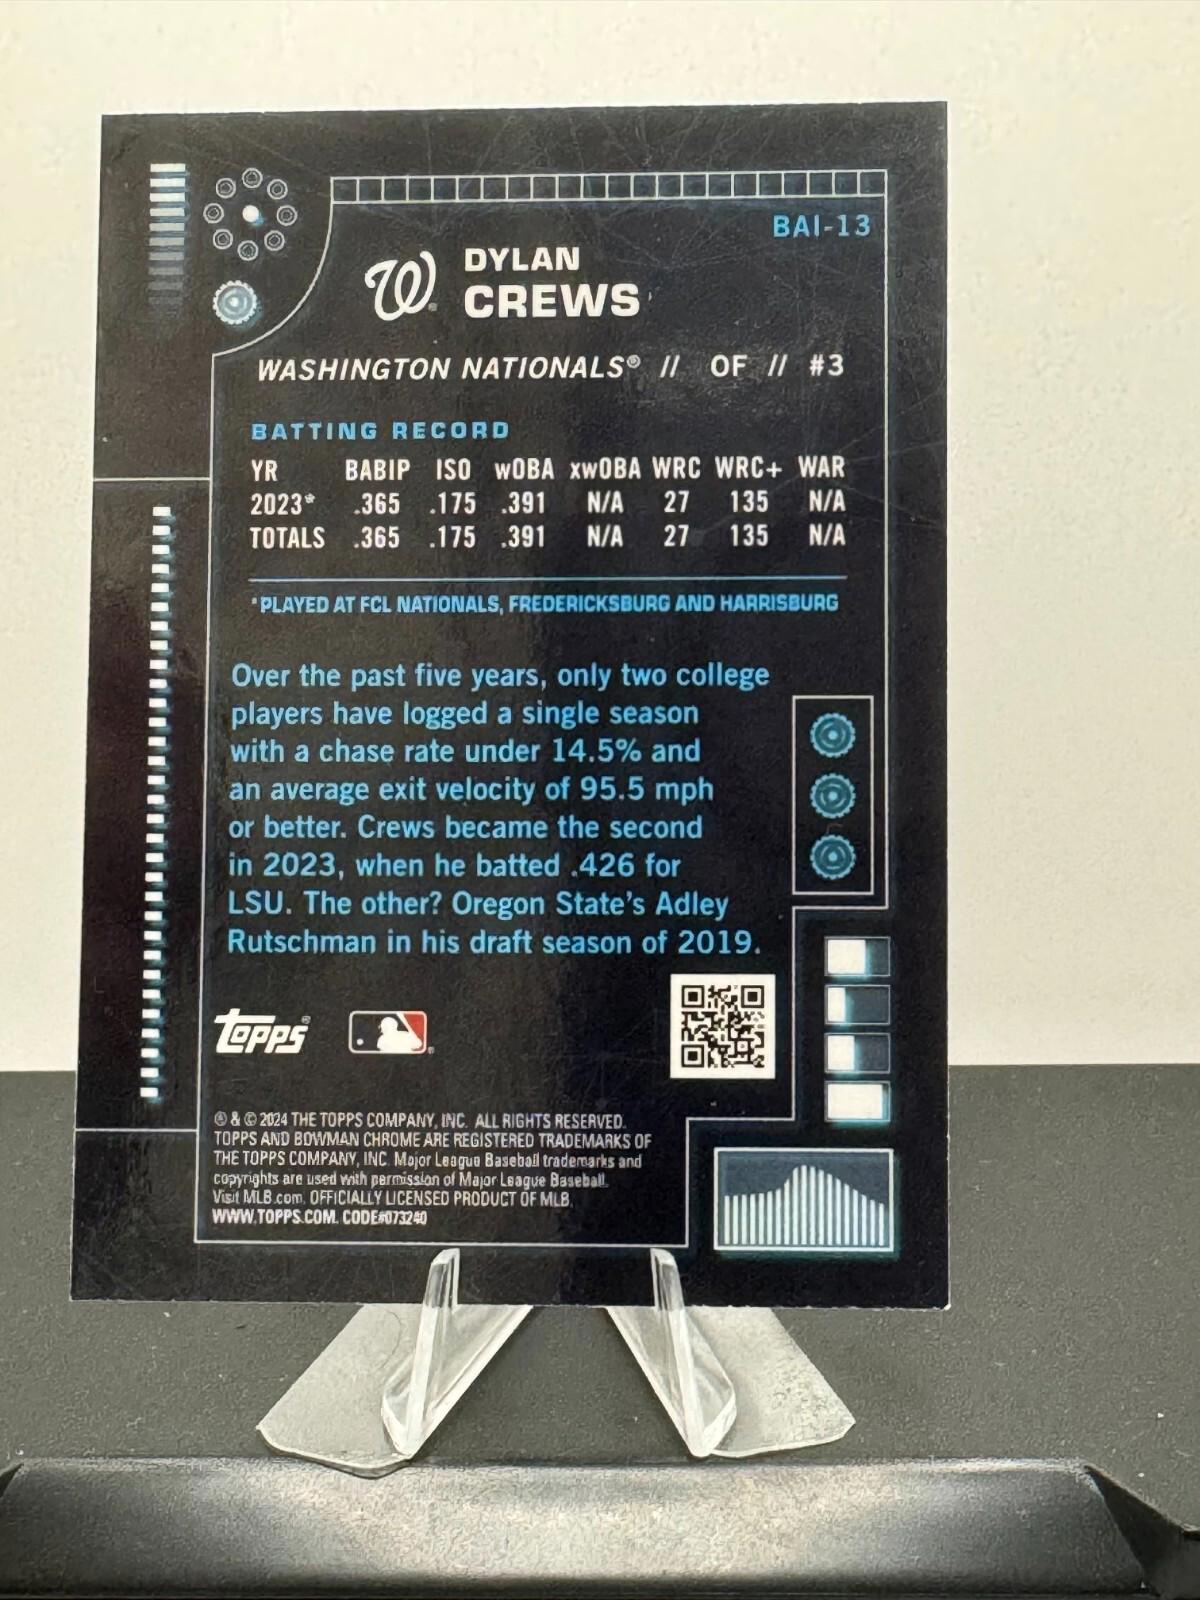 BAI-13
W
DYLAN
CREWS
WASHINGTON NATIONALS® // OF // #3
BATTING RECORD
YR BABIP ISO wOBA xwOBA WRC WRC+ WAR
2023* .365 .175 .391 N/A 27 135 N/A
TOTALS .365 .175 .391 N/A 27 135 N/A
*PLAYED AT FCL NATIONALS, FREDERICKSBURG AND HARRISBURG
Over the past five years, only two college
players have logged a single season
with a chase rate under 14.5% and
an average exit velocity of 95.5 mph
or better. Crews became the second
in 2023, when he batted .426 for
LSU. The other? Oregon State's Adley
Rutschman in his draft season of 2019.
Topps
® & © 2024 THE TOPPS COMPANY, INC. ALL RIGHTS RESERVED.
TOPPS AND BOWMAN CHROME ARE REGISTERED TRADEMARKS OF
THE TOPPS COMPANY, INC. Major League Baseball trademarks and
copyrights are used with permission of Major League Baseball.
Visit MLB.com. OFFICIALLY LICENSED PRODUCT OF MLB.
WWW.TOPPS.COM. CODE#073240